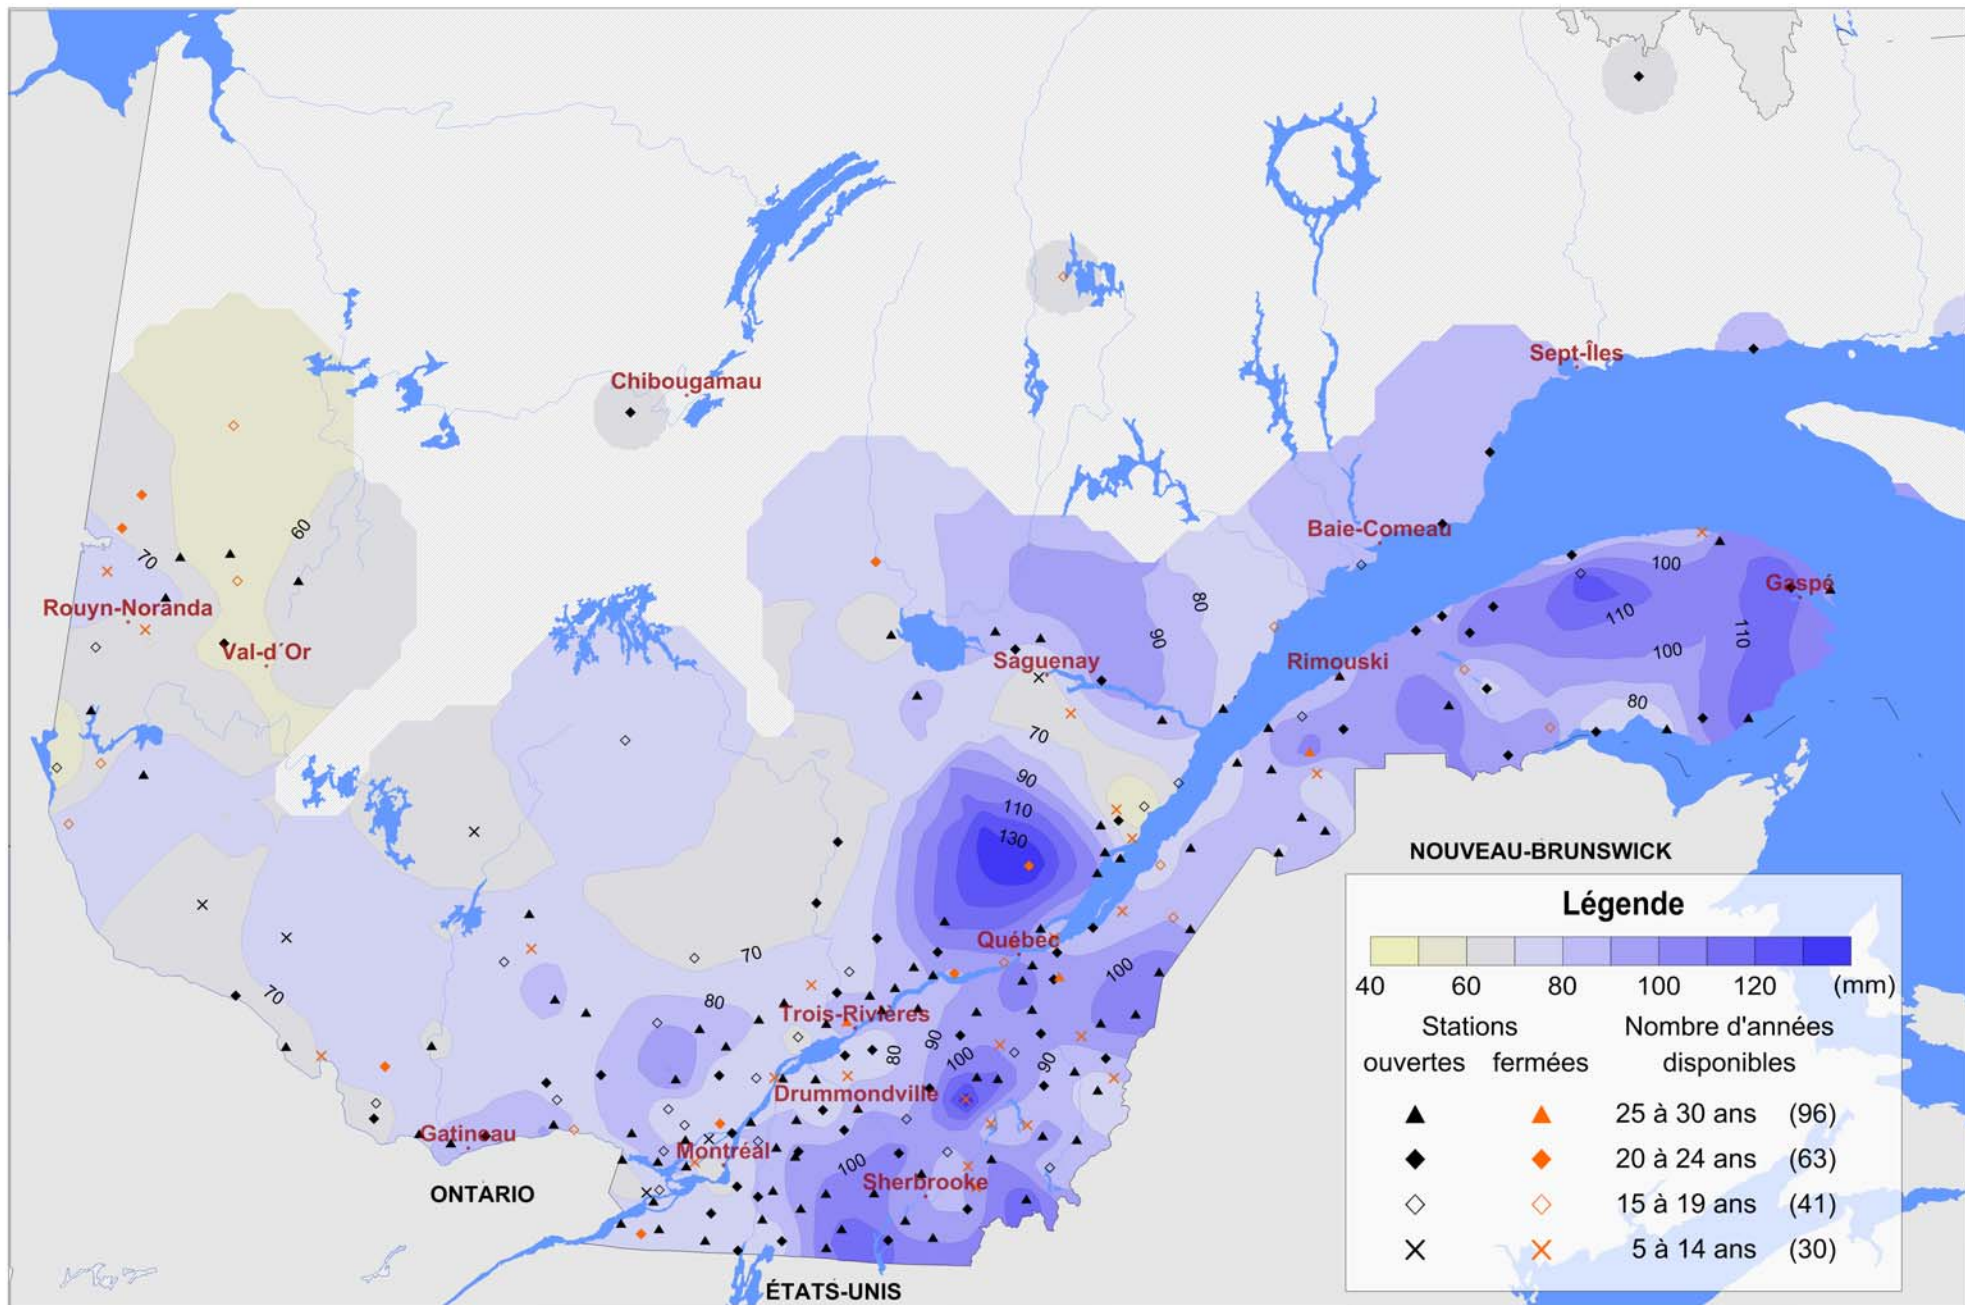 Sept-Îles
Chibougamau
60
Baie-Comeau
70
100
Gaspé
Rouyn-Noranda
80
110
90
110
Val-d´Or
Saguenay
Rimouski
100
80
70
90
110
130
NOUVEAU-BRUNSWICK
Légende
Québec
70
100
40 60 80 100 120 (mm)
70
80
Trois-Rivières
Stations Nombre d'années
90
80
100
90
ouvertes fermées disponibles
Drummondville
25 à 30 ans (96)
Gatineau
Montréal
20 à 24 ans (63)
100
Sherbrooke
ONTARIO
15 à 19 ans (41)
5 à 14 ans (30)
ÉTATS-UNIS